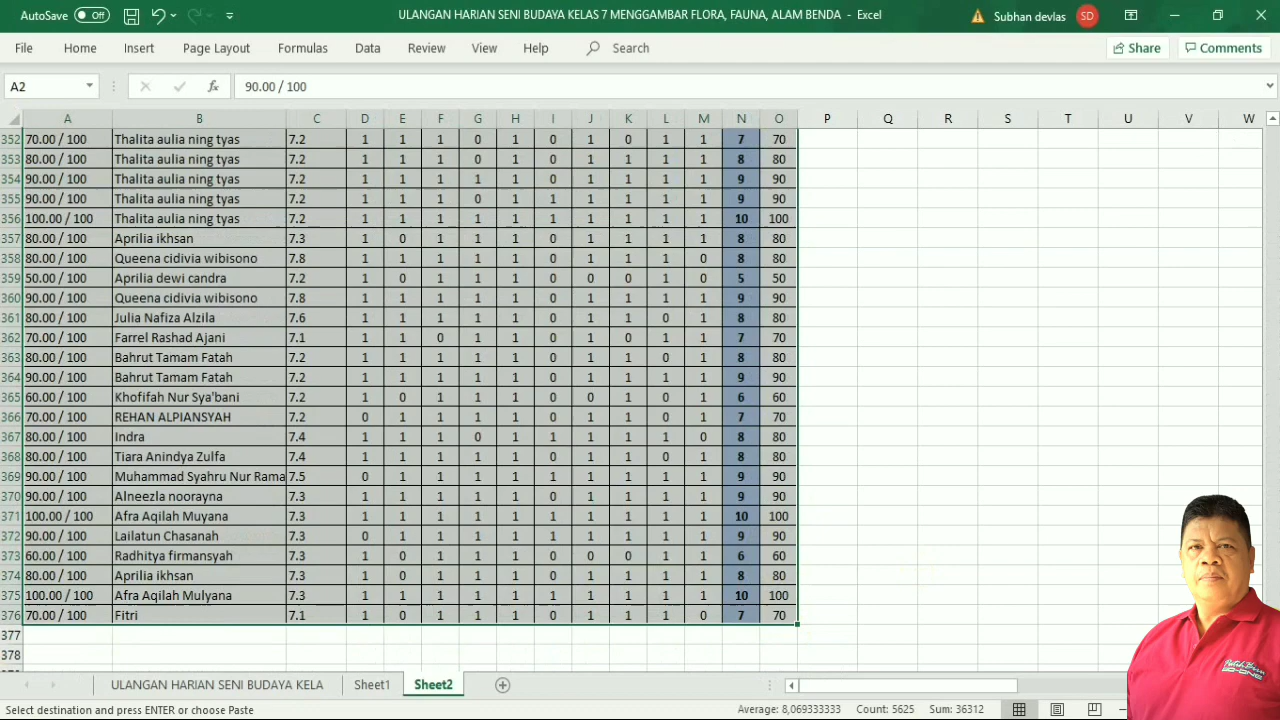 AutoSave Off ULANGAN HARIAN SENI BUDAYA KELAS 7 MENGGAMBAR FLORA, FAUNA, ALAM BENDA - Excel Subhan devlas SD
File Home Insert Page Layout Formulas Data Review View Help Search Share Comments
A2 fx 90.00 / 100
A B C D E F G H I J K L M N O P Q R S T U V W
352 70.00 / 100 Thalita aulia ning tyas 7.2 1 1 1 0 1 0 1 0 1 1 7 70
353 80.00 / 100 Thalita aulia ning tyas 7.2 1 1 1 0 1 0 1 1 1 1 8 80
354 90.00 / 100 Thalita aulia ning tyas 7.2 1 1 1 1 1 0 1 1 1 1 9 90
355 90.00 / 100 Thalita aulia ning tyas 7.2 1 1 1 0 1 1 1 1 1 1 9 90
356 100.00 / 100 Thalita aulia ning tyas 7.2 1 1 1 1 1 1 1 1 1 1 10 100
357 80.00 / 100 Aprilia ikhsan 7.3 1 0 1 1 1 0 1 1 1 1 8 80
358 80.00 / 100 Queena cidivia wibisono 7.8 1 1 1 1 1 0 1 1 1 0 8 80
359 50.00 / 100 Aprilia dewi candra 7.2 1 0 1 1 1 0 0 0 1 0 5 50
360 90.00 / 100 Queena cidivia wibisono 7.8 1 1 1 1 1 0 1 1 1 1 9 90
361 80.00 / 100 Julia Nafiza Alzila 7.6 1 1 1 1 1 0 1 1 0 1 8 80
362 70.00 / 100 Farrel Rashad Ajani 7.1 1 1 0 1 1 0 1 0 1 1 7 70
363 80.00 / 100 Bahrut Tamam Fatah 7.2 1 1 1 1 1 0 1 1 0 1 8 80
364 90.00 / 100 Bahrut Tamam Fatah 7.2 1 1 1 1 1 0 1 1 1 1 9 90
365 60.00 / 100 Khofifah Nur Sya'bani 7.2 1 0 1 1 1 0 0 1 0 1 6 60
366 70.00 / 100 REHAN ALPIANSYAH 7.2 0 1 1 1 1 0 1 1 0 1 7 70
367 80.00 / 100 Indra 7.4 1 1 1 0 1 1 1 1 1 0 8 80
368 80.00 / 100 Tiara Anindya Zulfa 7.4 1 1 1 1 1 0 1 1 0 1 8 80
369 90.00 / 100 Muhammad Syahru Nur Rama 7.5 0 1 1 1 1 1 1 1 1 1 9 90
370 90.00 / 100 Alneezla noorayna 7.3 1 1 1 1 1 0 1 1 1 1 9 90
371 100.00 / 100 Afra Aqilah Muyana 7.3 1 1 1 1 1 1 1 1 1 1 10 100
372 90.00 / 100 Lailatun Chasanah 7.3 0 1 1 1 1 1 1 1 1 1 9 90
373 60.00 / 100 Radhitya firmansyah 7.3 1 0 1 1 1 0 0 0 1 1 6 60
374 80.00 / 100 Aprilia ikhsan 7.3 1 0 1 1 1 0 1 1 1 1 8 80
375 100.00 / 100 Afra Aqilah Mulyana 7.3 1 1 1 1 1 1 1 1 1 1 10 100
376 70.00 / 100 Fitri 7.1 1 0 1 1 1 0 1 1 1 0 7 70
377
378
ULANGAN HARIAN SENI BUDAYA KELA Sheet1 Sheet2
Select destination and press ENTER or choose Paste Average: 8,069333333 Count: 5625 Sum: 36312